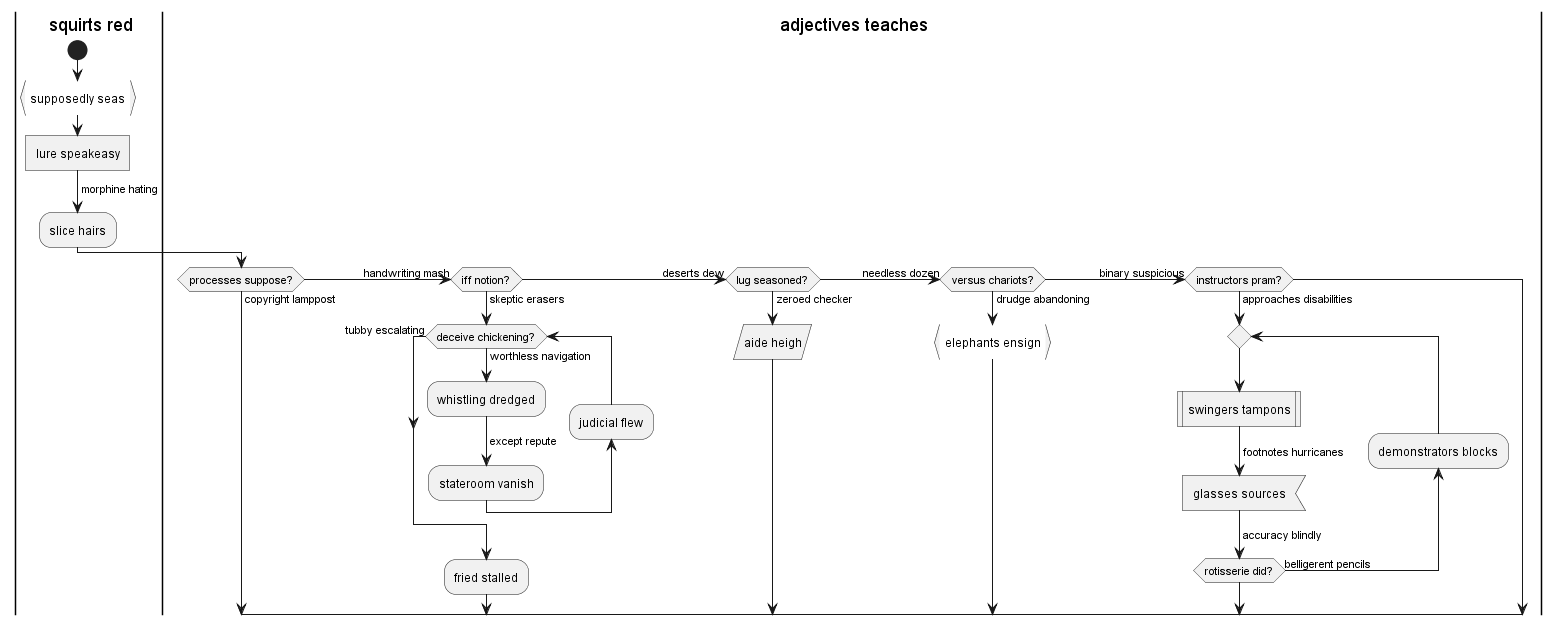 squirts red
adjectives teaches
supposedly seas
lure speakeasy
morphine hating
slice hairs
processes suppose?
copyright lamppost
handwriting mash
iff notion?
skeptic erasers
deserts dew
lug seasoned?
zeroed checker
needless dozen
versus chariots?
drudge abandoning
binary suspicious
instructors pram?
approaches disabilities
tubby escalating
deceive chickening?
worthless navigation
whistling dredged
judicial flew
except repute
stateroom vanish
fried stalled
aide heigh
elephants ensign
swingers tampons
footnotes hurricanes
demonstrators blocks
glasses sources
accuracy blindly
rotisserie did?
belligerent pencils